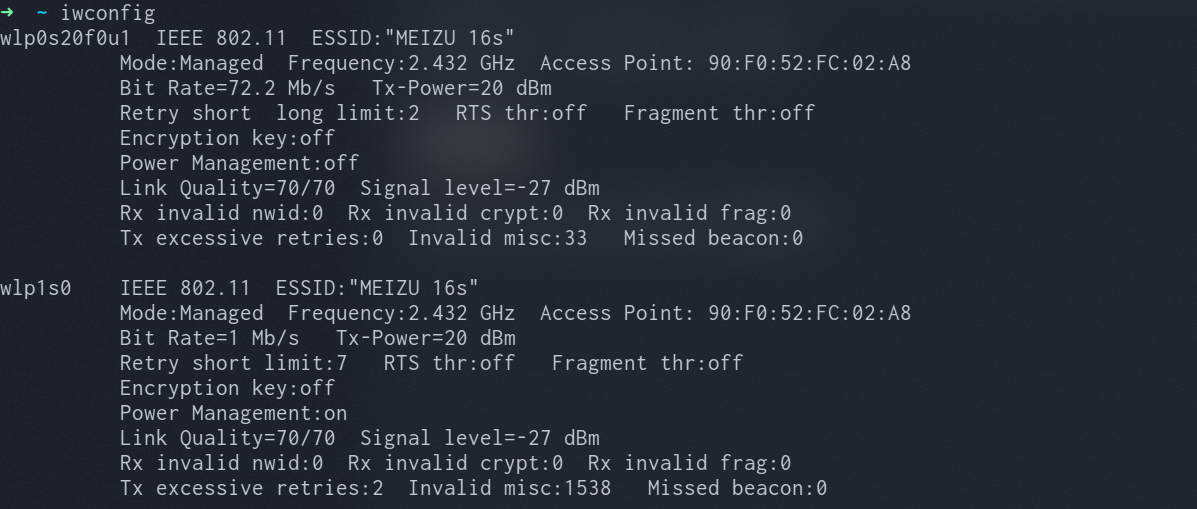 → ~ iwconfig
wlp0s20f0u1  IEEE 802.11  ESSID:"MEIZU 16s"
          Mode:Managed  Frequency:2.432 GHz  Access Point: 90:F0:52:FC:02:A8
          Bit Rate=72.2 Mb/s   Tx-Power=20 dBm
          Retry short  long limit:2   RTS thr:off   Fragment thr:off
          Encryption key:off
          Power Management:off
          Link Quality=70/70  Signal level=-27 dBm
          Rx invalid nwid:0  Rx invalid crypt:0  Rx invalid frag:0
          Tx excessive retries:0  Invalid misc:33   Missed beacon:0

wlp1s0    IEEE 802.11  ESSID:"MEIZU 16s"
          Mode:Managed  Frequency:2.432 GHz  Access Point: 90:F0:52:FC:02:A8
          Bit Rate=1 Mb/s   Tx-Power=20 dBm
          Retry short limit:7   RTS thr:off   Fragment thr:off
          Encryption key:off
          Power Management:on
          Link Quality=70/70  Signal level=-27 dBm
          Rx invalid nwid:0  Rx invalid crypt:0  Rx invalid frag:0
          Tx excessive retries:2  Invalid misc:1538   Missed beacon:0